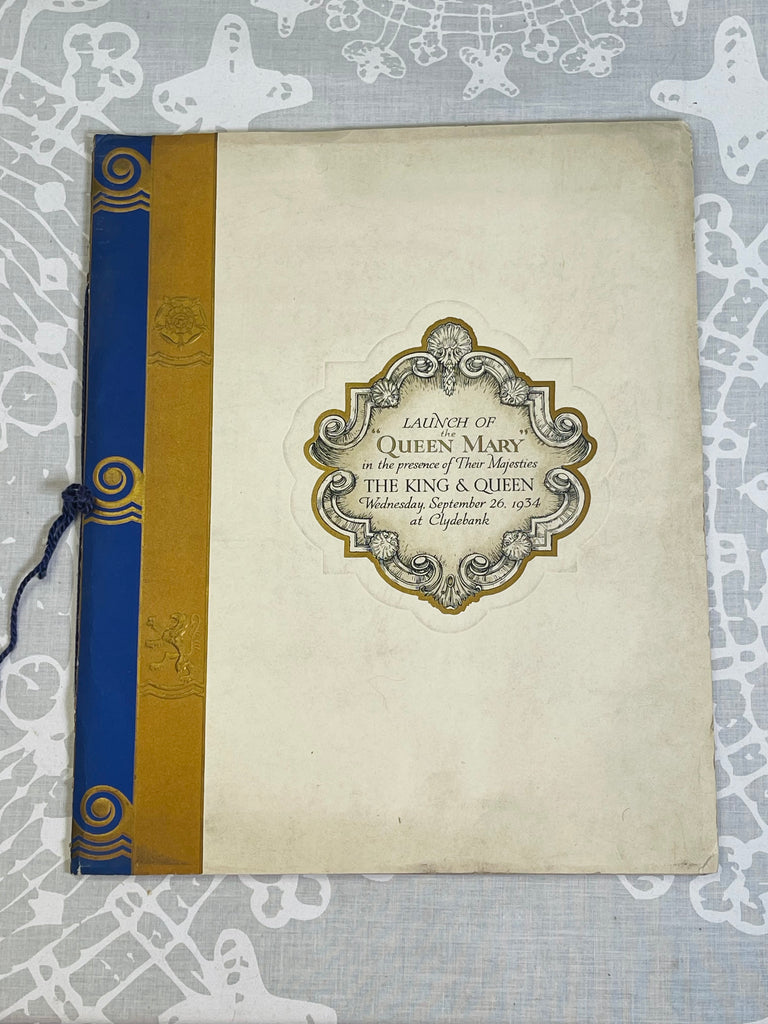 LAUNCH OF
the
"QUEEN MARY"
in the presence of Their Majesties
THE KING & QUEEN
Wednesday, September 26. 1934
at Clydebank